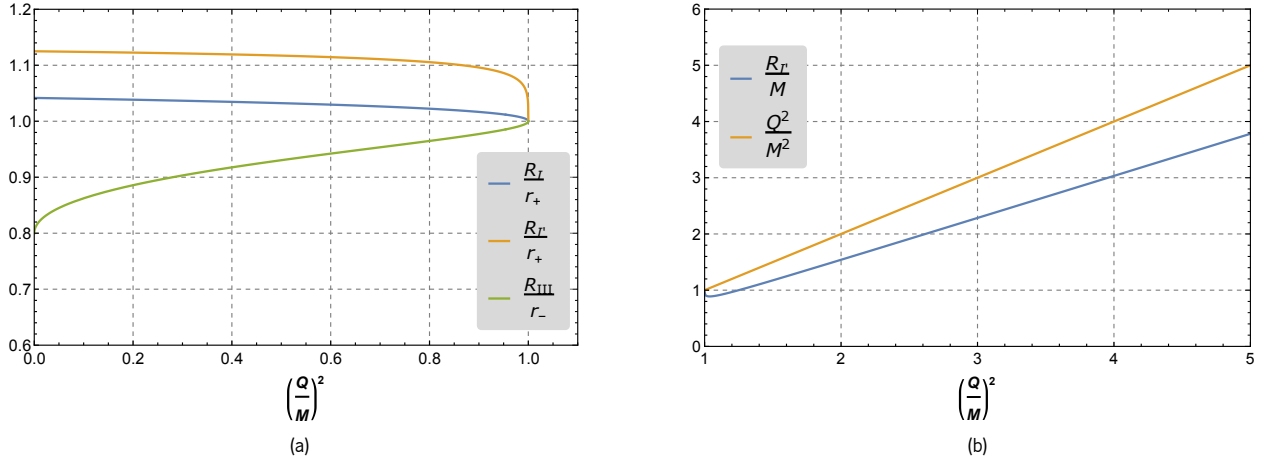 1.2
1.1
1.0
0.9
0.8
0.7
0.6
0.0 0.2 0.4 0.6 0.8 1.0
R_I / r_+
R_I' / r_+
R_III / r_-
(Q/M)^2
(a)
6
5
4
3
2
1
0
1 2 3 4 5
R_I' / M
Q^2 / M^2
(Q/M)^2
(b)